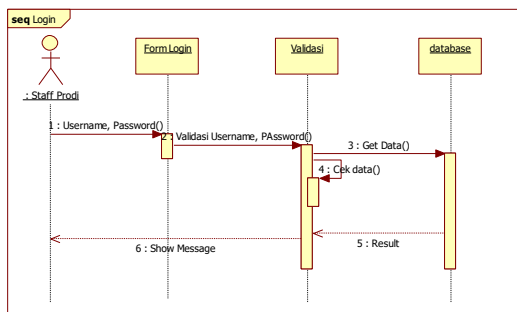 seq Login
Form Login
Validasi
database
: Staff Prodi
1 : Username, Password()
2 : Validasi Username, PAssword()
3 : Get Data()
4 : Cek data()
5 : Result
6 : Show Message